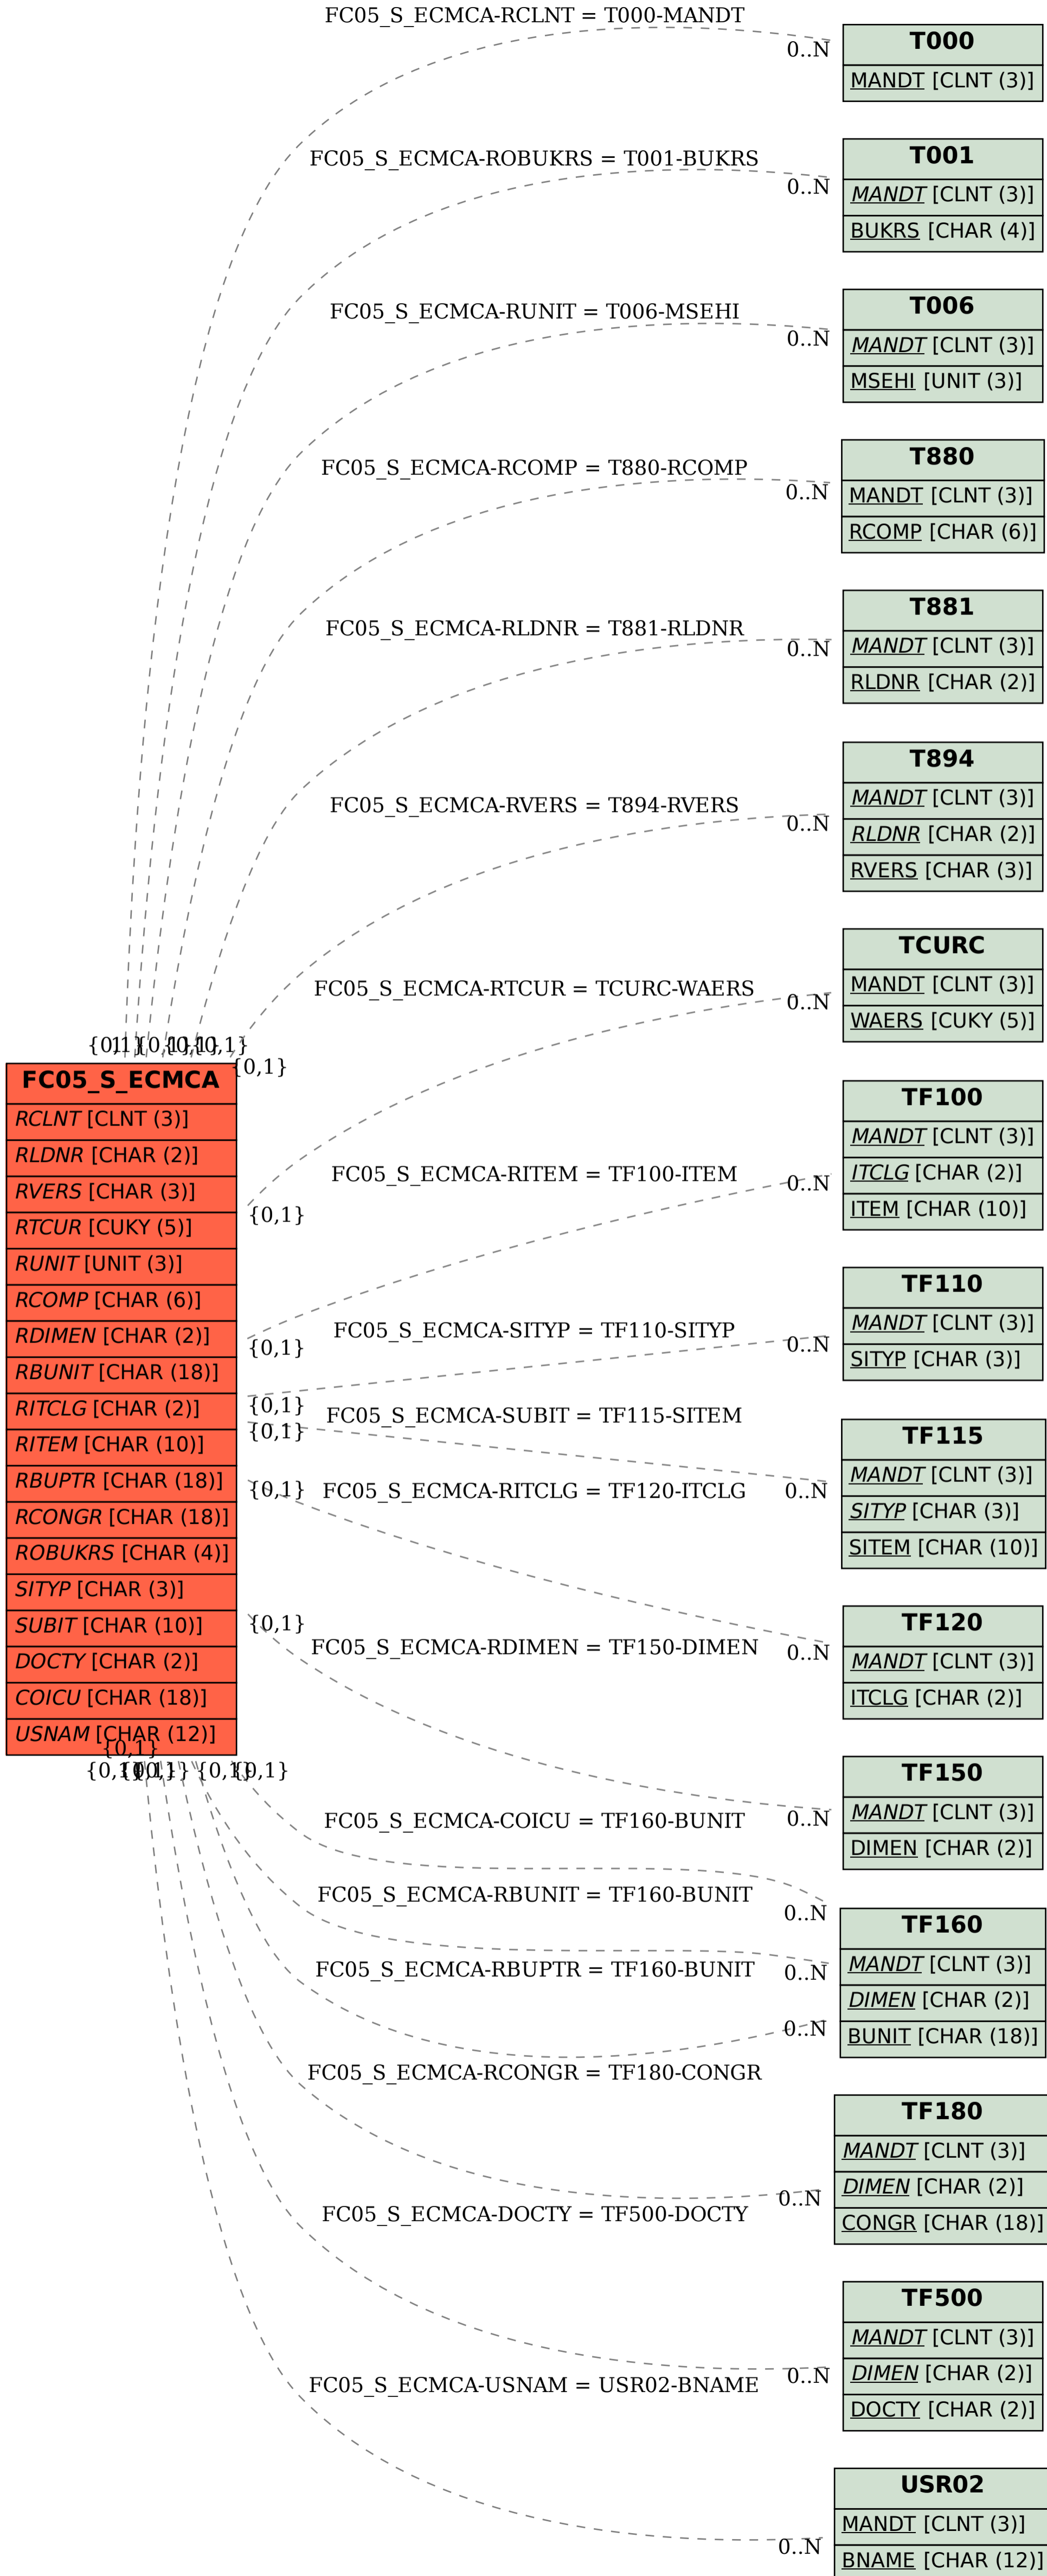 FC05_S_ECMCA-RCLNT = T000-MANDT
0..N
T000
MANDT [CLNT (3)]
FC05_S_ECMCA-ROBUKRS = T001-BUKRS
0..N
T001
MANDT [CLNT (3)]
BUKRS [CHAR (4)]
FC05_S_ECMCA-RUNIT = T006-MSEHI
0..N
T006
MANDT [CLNT (3)]
MSEHI [UNIT (3)]
FC05_S_ECMCA-RCOMP = T880-RCOMP
0..N
T880
MANDT [CLNT (3)]
RCOMP [CHAR (6)]
FC05_S_ECMCA-RLDNR = T881-RLDNR
0..N
T881
MANDT [CLNT (3)]
RLDNR [CHAR (2)]
FC05_S_ECMCA-RVERS = T894-RVERS
0..N
T894
MANDT [CLNT (3)]
RLDNR [CHAR (2)]
RVERS [CHAR (3)]
FC05_S_ECMCA-RTCUR = TCURC-WAERS
0..N
TCURC
MANDT [CLNT (3)]
WAERS [CUKY (5)]
{0,1}
FC05_S_ECMCA
RCLNT [CLNT (3)]
RLDNR [CHAR (2)]
RVERS [CHAR (3)]
RTCUR [CUKY (5)]
RUNIT [UNIT (3)]
RCOMP [CHAR (6)]
RDIMEN [CHAR (2)]
RBUNIT [CHAR (18)]
RITCLG [CHAR (2)]
RITEM [CHAR (10)]
RBUPTR [CHAR (18)]
RCONGR [CHAR (18)]
ROBUKRS [CHAR (4)]
SITYP [CHAR (3)]
SUBIT [CHAR (10)]
DOCTY [CHAR (2)]
COICU [CHAR (18)]
USNAM [CHAR (12)]
{0,1}
FC05_S_ECMCA-RITEM = TF100-ITEM
0..N
TF100
MANDT [CLNT (3)]
ITCLG [CHAR (2)]
ITEM [CHAR (10)]
{0,1}
FC05_S_ECMCA-SITYP = TF110-SITYP
0..N
TF110
MANDT [CLNT (3)]
SITYP [CHAR (3)]
{0,1}
FC05_S_ECMCA-SUBIT = TF115-SITEM
{0,1}
0..N
TF115
MANDT [CLNT (3)]
SITYP [CHAR (3)]
SITEM [CHAR (10)]
{0,1}
FC05_S_ECMCA-RITCLG = TF120-ITCLG
0..N
TF120
MANDT [CLNT (3)]
ITCLG [CHAR (2)]
{0,1}
FC05_S_ECMCA-RDIMEN = TF150-DIMEN
0..N
TF150
MANDT [CLNT (3)]
DIMEN [CHAR (2)]
{0,1}
{0,1}
FC05_S_ECMCA-COICU = TF160-BUNIT
0..N
FC05_S_ECMCA-RBUNIT = TF160-BUNIT
0..N
FC05_S_ECMCA-RBUPTR = TF160-BUNIT
0..N
TF160
MANDT [CLNT (3)]
DIMEN [CHAR (2)]
BUNIT [CHAR (18)]
FC05_S_ECMCA-RCONGR = TF180-CONGR
0..N
TF180
MANDT [CLNT (3)]
DIMEN [CHAR (2)]
CONGR [CHAR (18)]
FC05_S_ECMCA-DOCTY = TF500-DOCTY
0..N
TF500
MANDT [CLNT (3)]
DIMEN [CHAR (2)]
DOCTY [CHAR (2)]
FC05_S_ECMCA-USNAM = USR02-BNAME
0..N
USR02
MANDT [CLNT (3)]
BNAME [CHAR (12)]